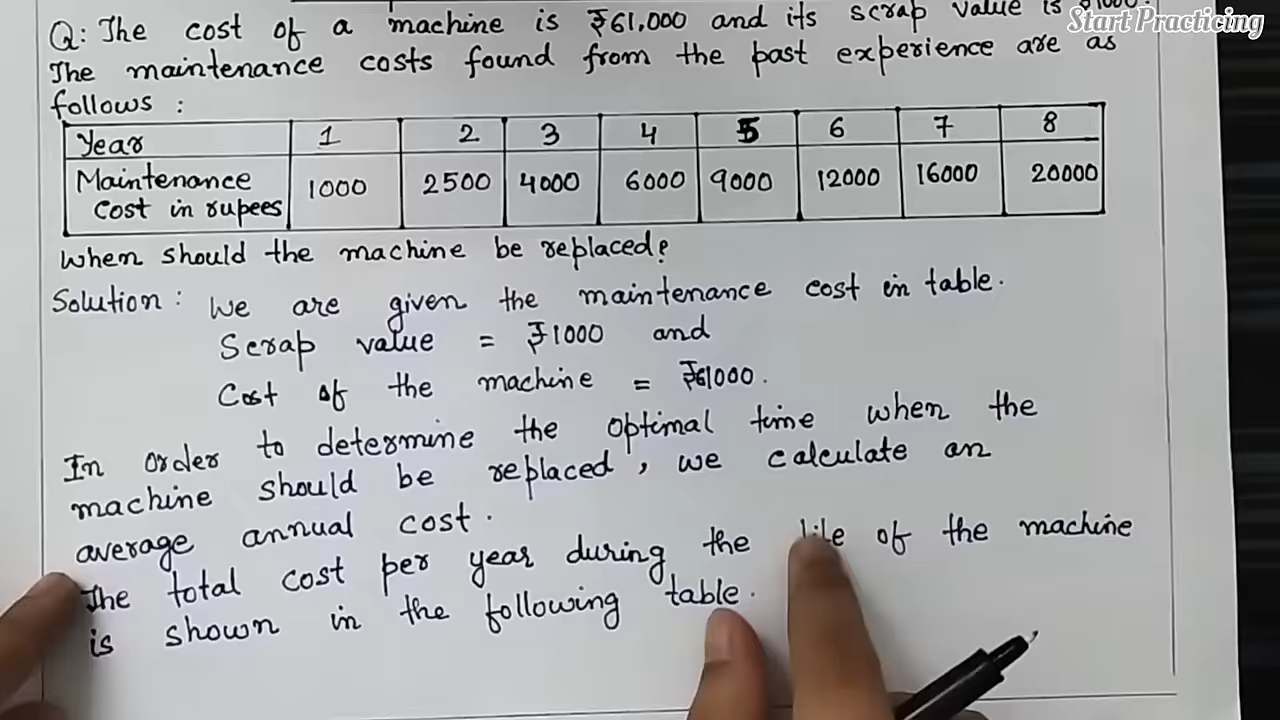 Q: The cost of a machine is ₹61,000 and its scrap value is ₹1000.
Start Practicing
The maintenance costs found from the past experience are as
follows :
Year 1 2 3 4 5 6 7 8
Maintenance Cost in rupees 1000 2500 4000 6000 9000 12000 16000 20000
When should the machine be replaced?
Solution : We are given the maintenance cost in table.
Scrap value = ₹1000 and
Cost of the machine = ₹61000.
In order to determine the optimal time when the
machine should be replaced, we calculate an
average annual cost.
The total cost per year during the life of the machine
is shown in the following table.